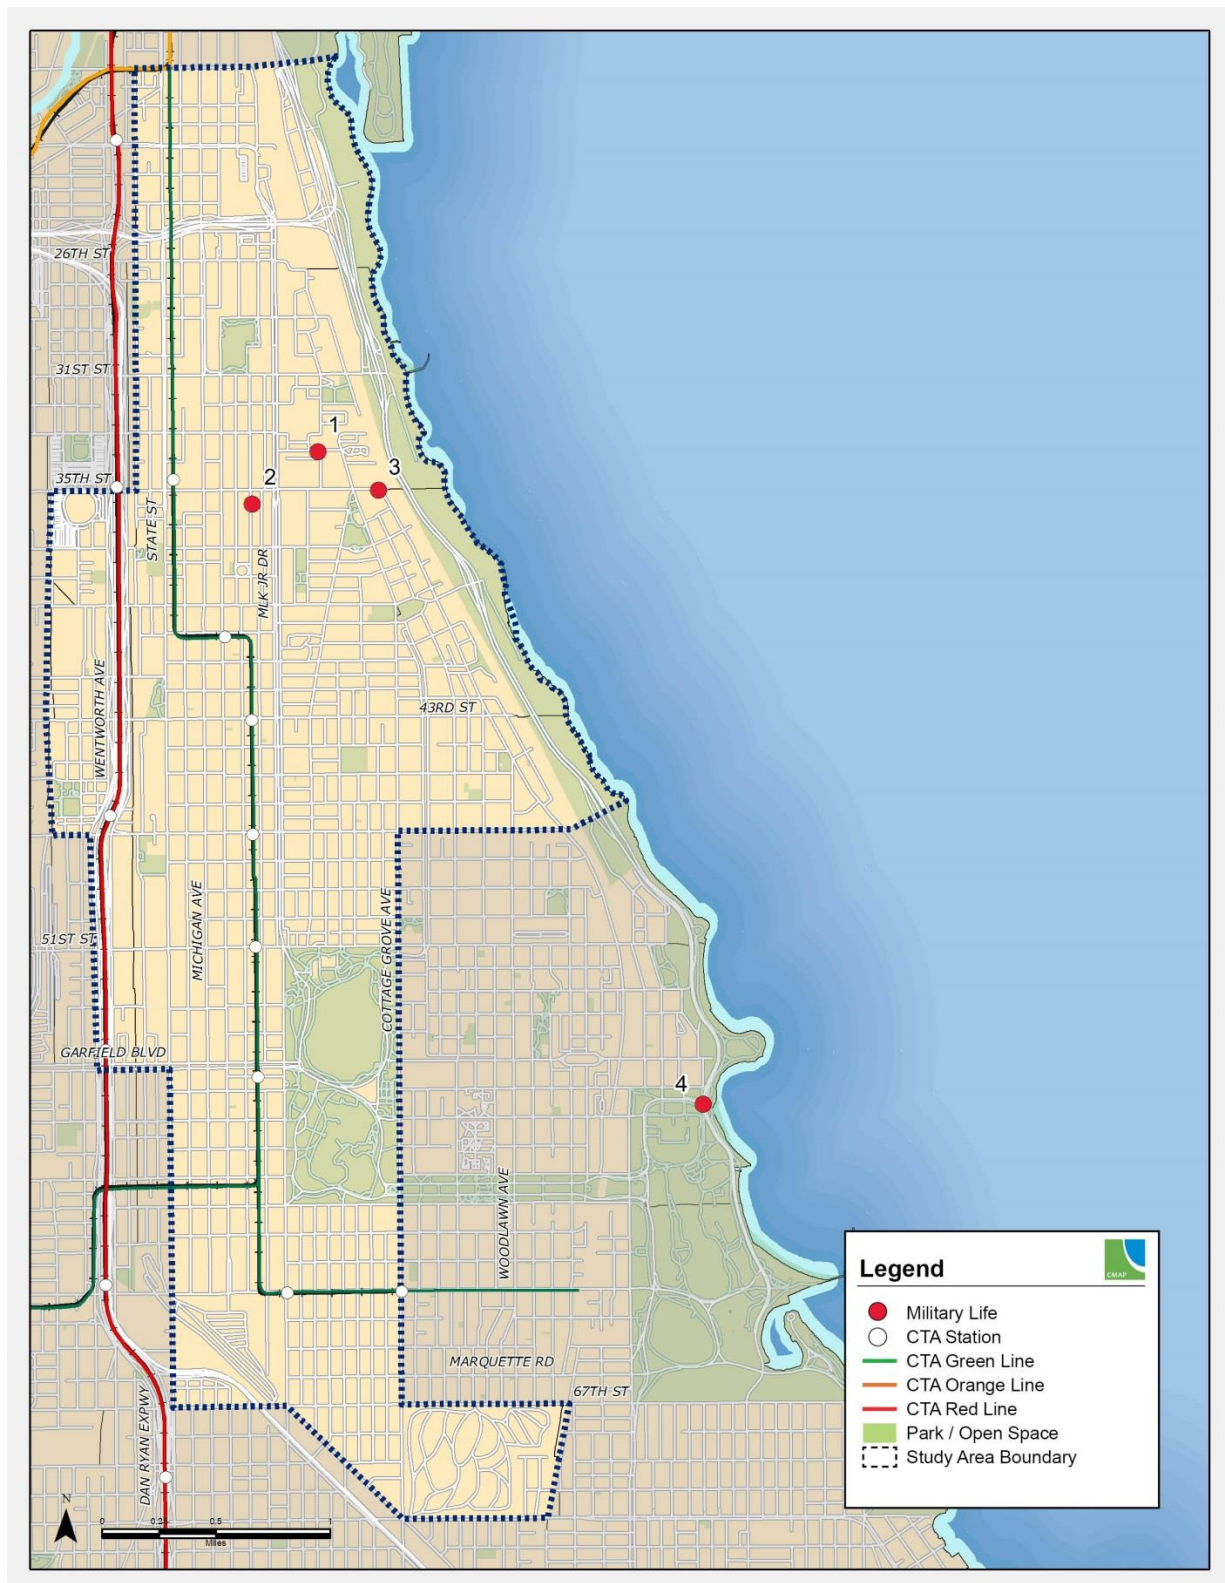 26TH ST
31ST ST
1
35TH ST
2
3
STATE ST
MLK JR DR
WENTWORTH AVE
43RD ST
MICHIGAN AVE
COTTAGE GROVE AVE
51ST ST
GARFIELD BLVD
4
WOODLAWN AVE
MARQUETTE RD
67TH ST
DAN RYAN EXPWY
N
0 0.25 0.5 1
Miles
Legend
CMAP
Military Life
CTA Station
CTA Green Line
CTA Orange Line
CTA Red Line
Park / Open Space
Study Area Boundary